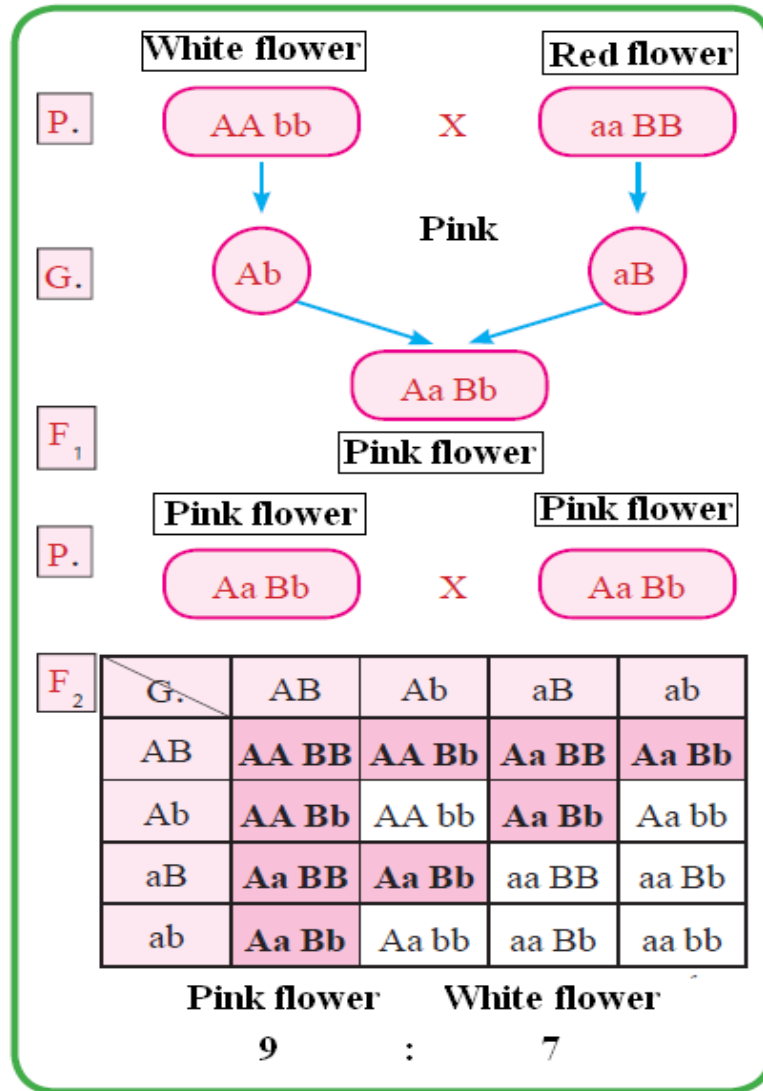 White flower Red flower
P. AA bb X aa BB
Pink
G. Ab aB
Aa Bb
F1
Pink flower
Pink flower Pink flower
P. Aa Bb X Aa Bb
F2 G. AB Ab aB ab
AB AA BB AA Bb Aa BB Aa Bb
Ab AA Bb AA bb Aa Bb Aa bb
aB Aa BB Aa Bb aa BB aa Bb
ab Aa Bb Aa bb aa Bb aa bb
Pink flower White flower
9 : 7